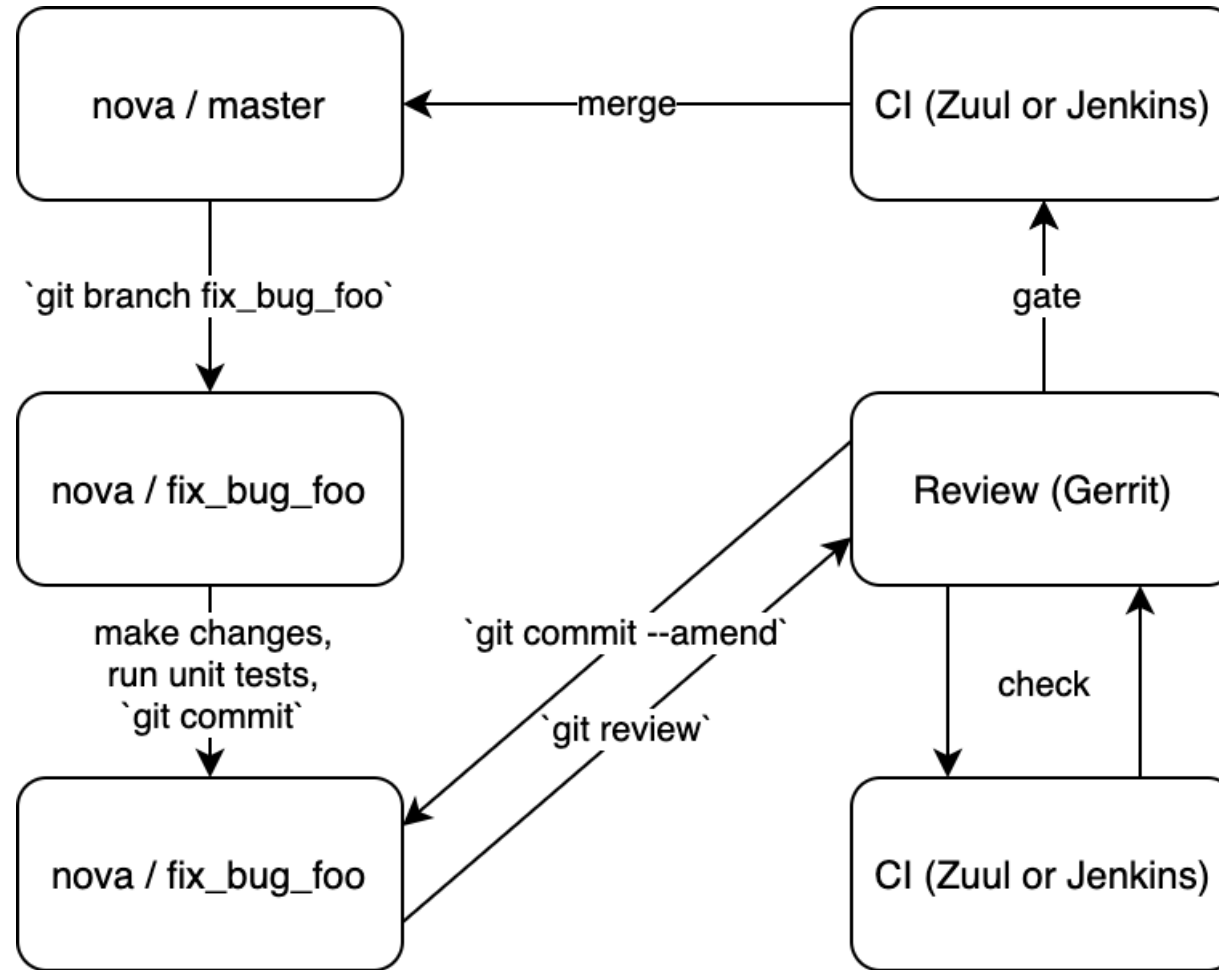 nova / master
merge
CI (Zuul or Jenkins)
`git branch fix_bug_foo`
gate
nova / fix_bug_foo
Review (Gerrit)
make changes,
run unit tests,
`git commit`
`git commit --amend`
check
`git review`
nova / fix_bug_foo
CI (Zuul or Jenkins)